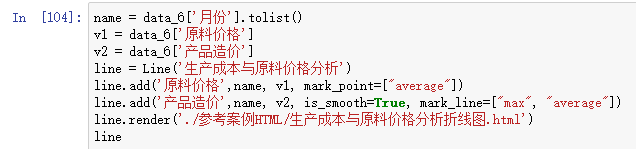 In [104]: name = data_6['月份'].tolist()
v1 = data_6['原料价格']
v2 = data_6['产品造价']
line = Line('生产成本与原料价格分析')
line.add('原料价格',name, v1, mark_point=["average"])
line.add('产品造价',name, v2, is_smooth=True, mark_line=["max", "average"])
line.render('./参考案例HTML/生产成本与原料价格分析折线图.html')
line